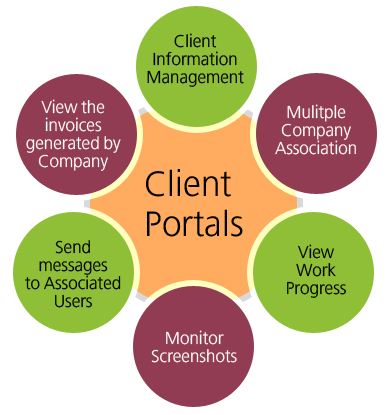 Client
Information
Management
Mulitple
Company
Association
View
Work
Progress
Monitor
Screenshots
Send
messages
to Associated
Users
View the
invoices
generated by
Company
Client
Portals